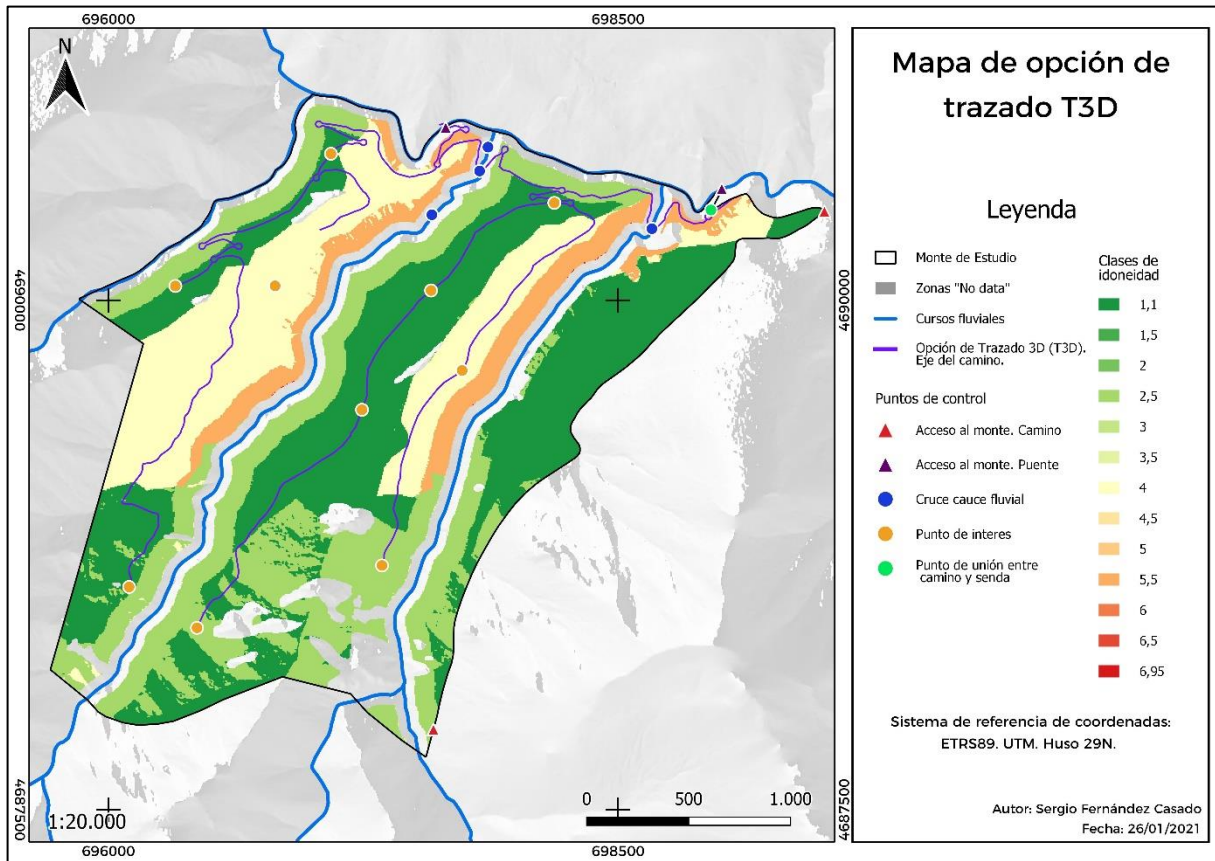 696000
698500
N
4690000
4690000
4687500
4687500
1:20.000
0
500
1.000
696000
698500
Mapa de opción de
trazado T3D
Leyenda
Monte de Estudio
Zonas "No data"
Cursos fluviales
Opción de Trazado 3D (T3D).
Eje del camino.
Puntos de control
Acceso al monte. Camino
Acceso al monte. Puente
Cruce cauce fluvial
Punto de interes
Punto de unión entre
camino y senda
Clases de
idoneidad
1,1
1,5
2
2,5
3
3,5
4
4,5
5
5,5
6
6,5
6,95
Sistema de referencia de coordenadas:
ETRS89. UTM. Huso 29N.
Autor: Sergio Fernández Casado
Fecha: 26/01/2021